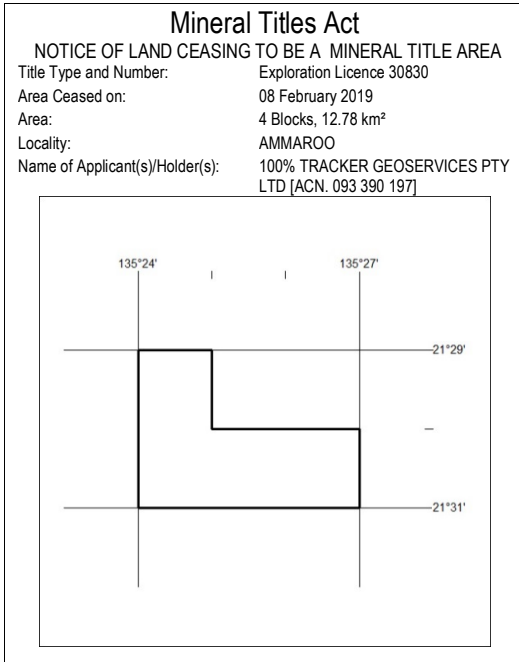 Mineral Titles Act
NOTICE OF LAND CEASING TO BE A MINERAL TITLE AREA
Title Type and Number: Exploration Licence 30830
Area Ceased on: 08 February 2019
Area: 4 Blocks, 12.78 km²
Locality: AMMAROO
Name of Applicant(s)/Holder(s): 100% TRACKER GEOSERVICES PTY
LTD [ACN. 093 390 197]
135°24' 135°27'
21°29'
21°31'